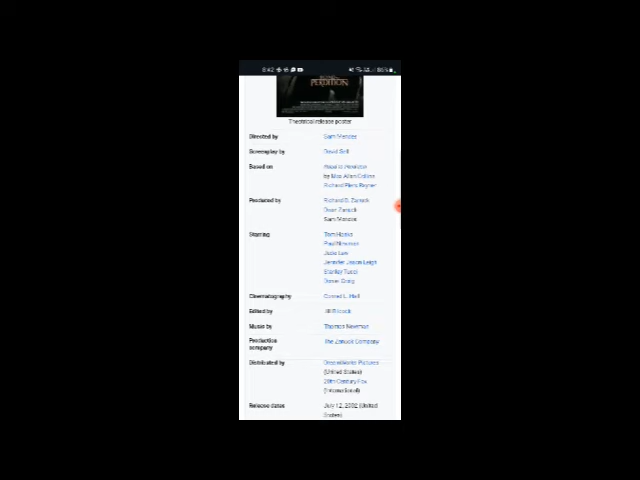 8:42
PERDITION
Theatrical release poster
Directed by Sam Mendes
Screenplay by David Self
Based on Road to Perdition
by Max Allan Collins
Richard Piers Rayner
Produced by Richard D. Zanuck
Dean Zanuck
Sam Mendes
Starring Tom Hanks
Paul Newman
Jude Law
Jennifer Jason Leigh
Stanley Tucci
Daniel Craig
Cinematography Conrad L. Hall
Edited by Jill Bilcock
Music by Thomas Newman
Production The Zanuck Company
company
Distributed by DreamWorks Pictures
(United States)
20th Century Fox
(International)
Release dates July 12, 2002 (United
States)